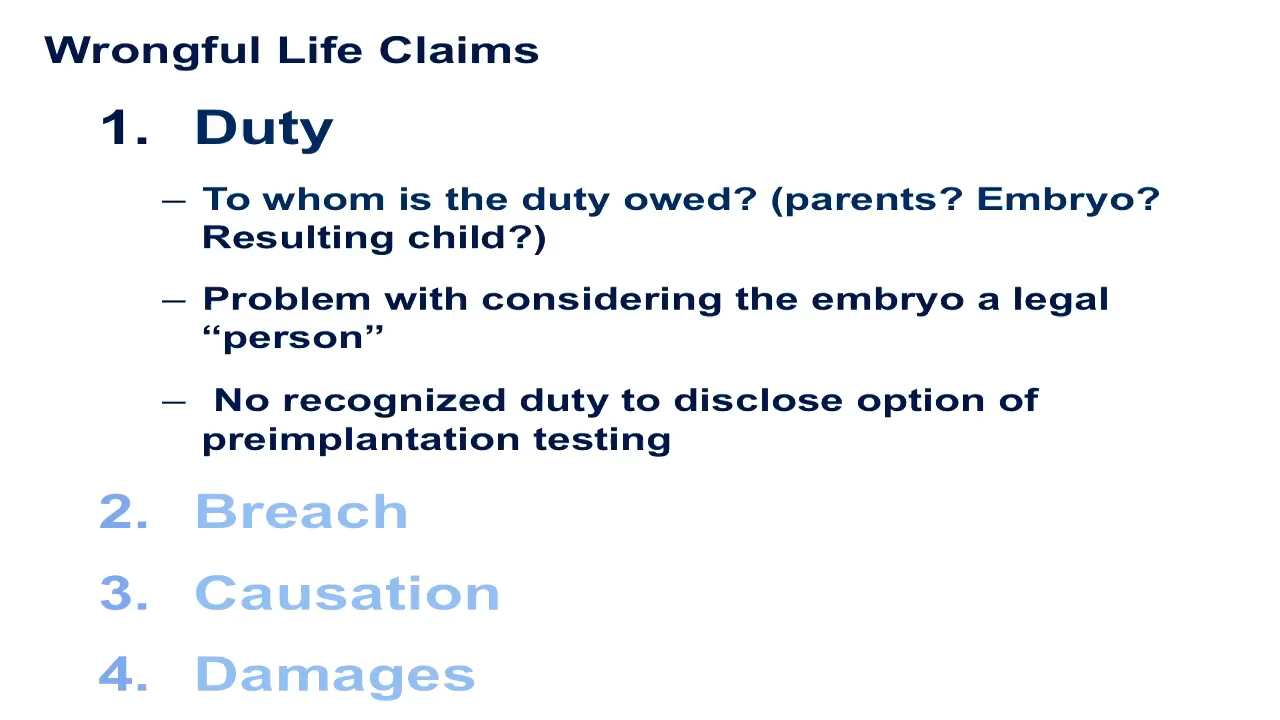 Wrongful Life Claims
1. Duty
– To whom is the duty owed? (parents? Embryo?
Resulting child?)
– Problem with considering the embryo a legal
“person”
– No recognized duty to disclose option of
preimplantation testing
2. Breach
3. Causation
4. Damages